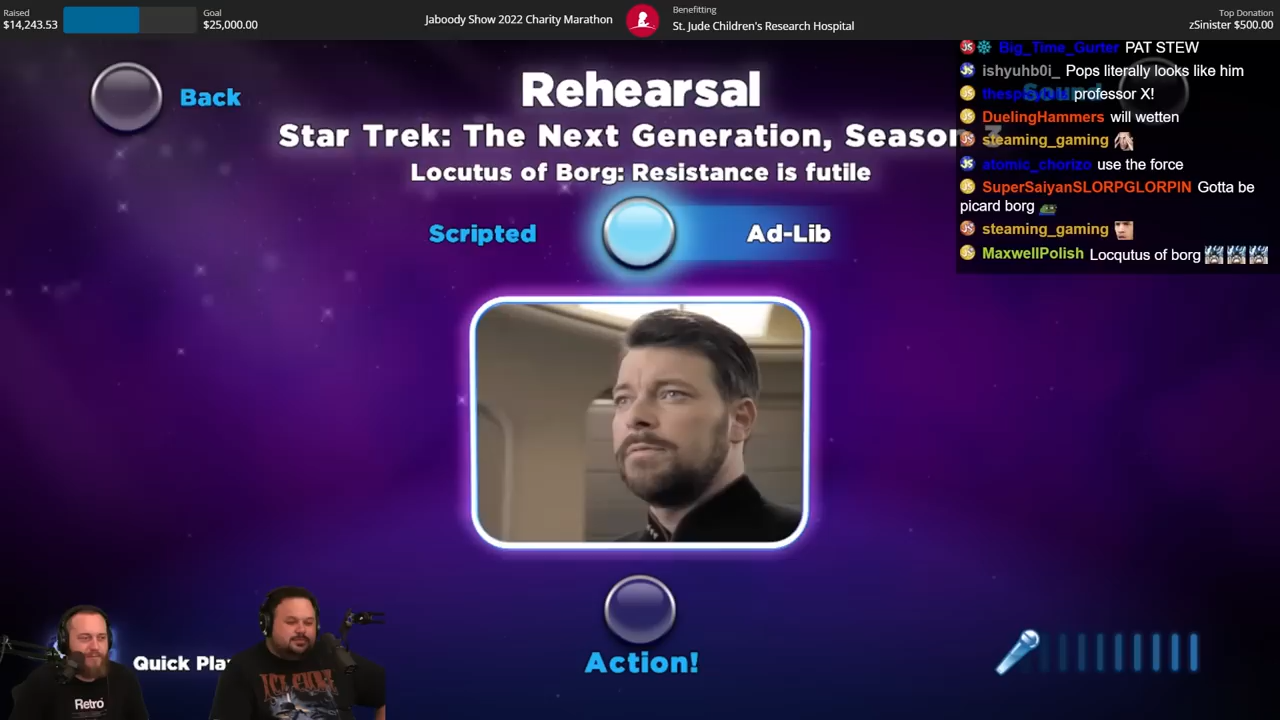 Raised
$14,243.53
Goal
$25,000.00
Jaboody Show 2022 Charity Marathon
Benefitting
St. Jude Children's Research Hospital
Top Donation
zSinister $500.00
Back
Rehearsal
Star Trek: The Next Generation, Season 3
Locutus of Borg: Resistance is futile
Scripted
Ad-Lib
Sound
Big_Time_Gurter PAT STEW
ishyuhb0i_ Pops literally looks like him
professor X!
DuelingHammers will wetten
steaming_gaming
atomic_chorizo use the force
SuperSaiyanSLORPGLORPIN Gotta be
picard borg
steaming_gaming
MaxwellPolish Locqutus of borg
Action!
Quick Pla
Retro